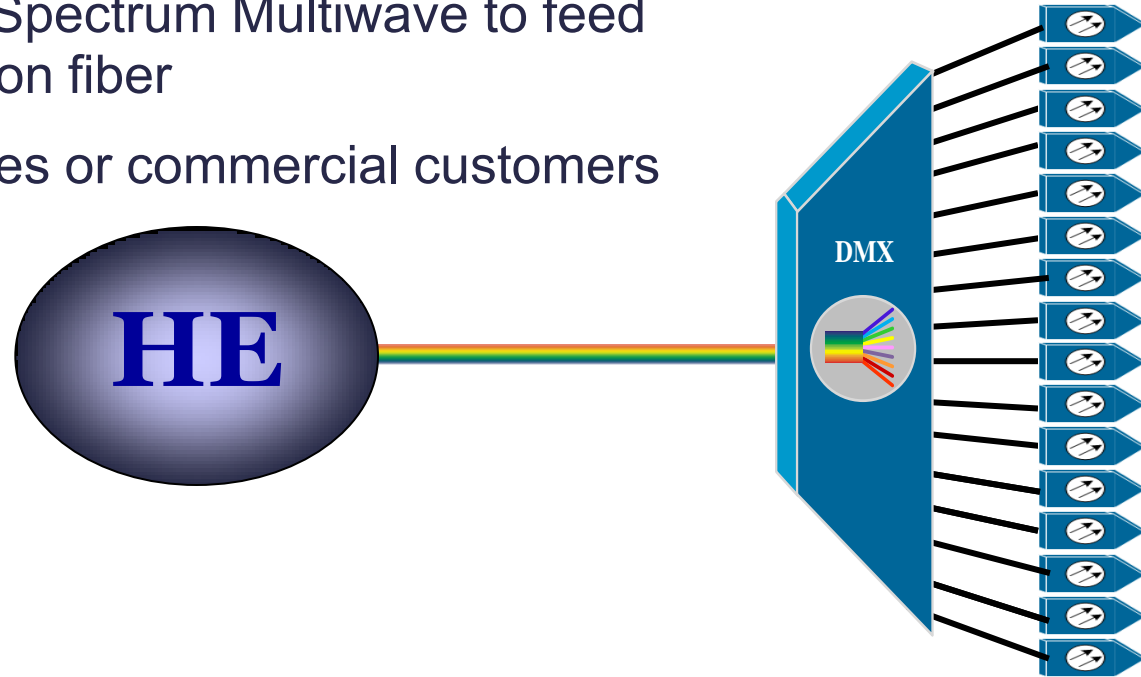 Spectrum Multiwave to feed
on fiber
es or commercial customers
DMX
HE